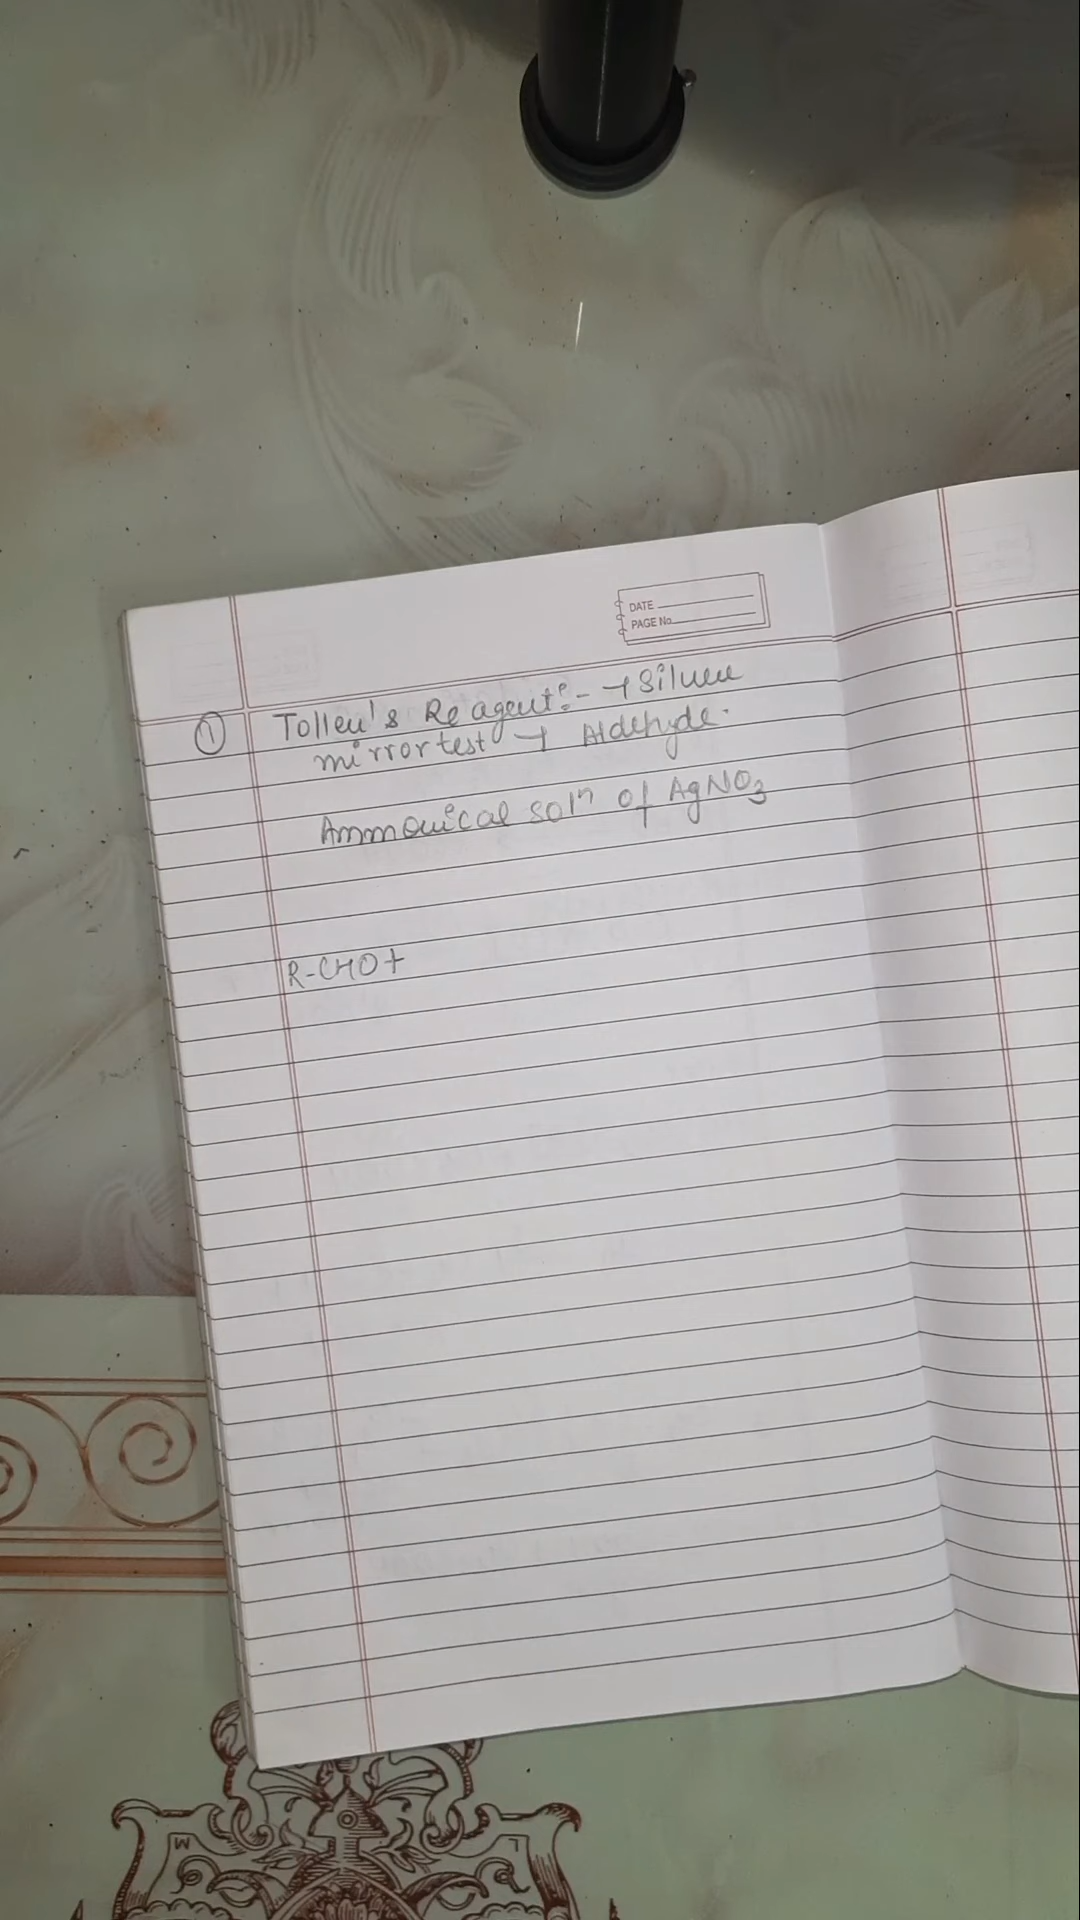 DATE
PAGE No.
① Tollen's Reagent:- → Silver
mirror test → Aldehyde.
Ammonical solⁿ of AgNO₃
R-CHO+